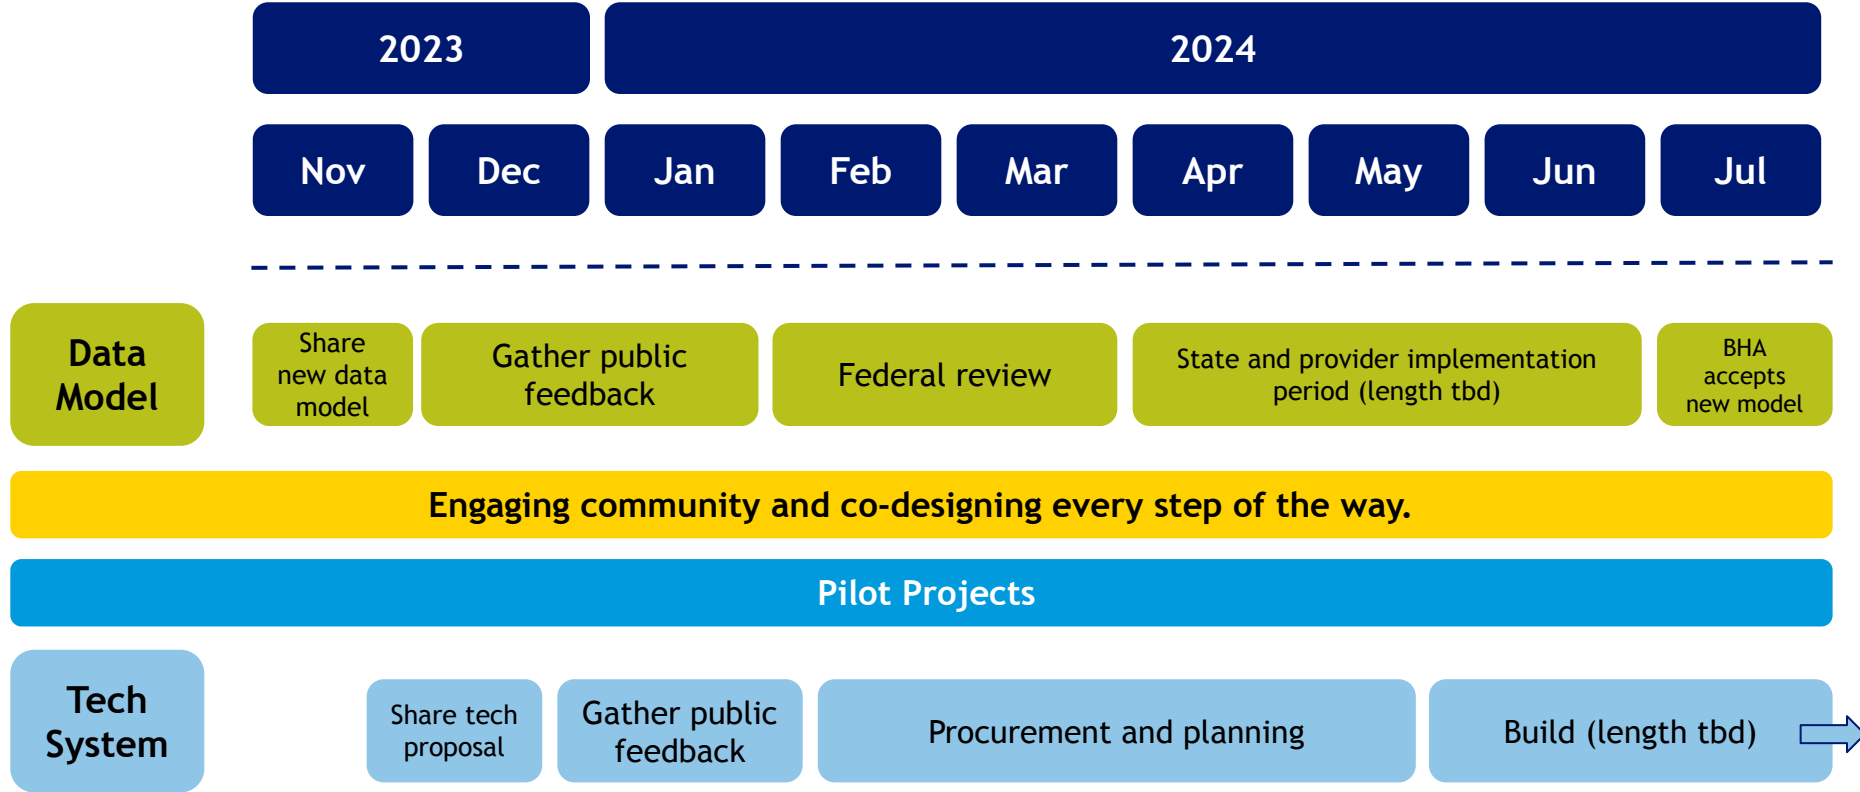 2023
2024
Nov
Dec
Jan
Feb
Mar
Apr
May
Jun
Jul
Data
Model
Share
new data
model
Gather public
feedback
Federal review
State and provider implementation
period (length tbd)
BHA
accepts
new model
Engaging community and co-designing every step of the way.
Pilot Projects
Tech
System
Share tech
proposal
Gather public
feedback
Procurement and planning
Build (length tbd)